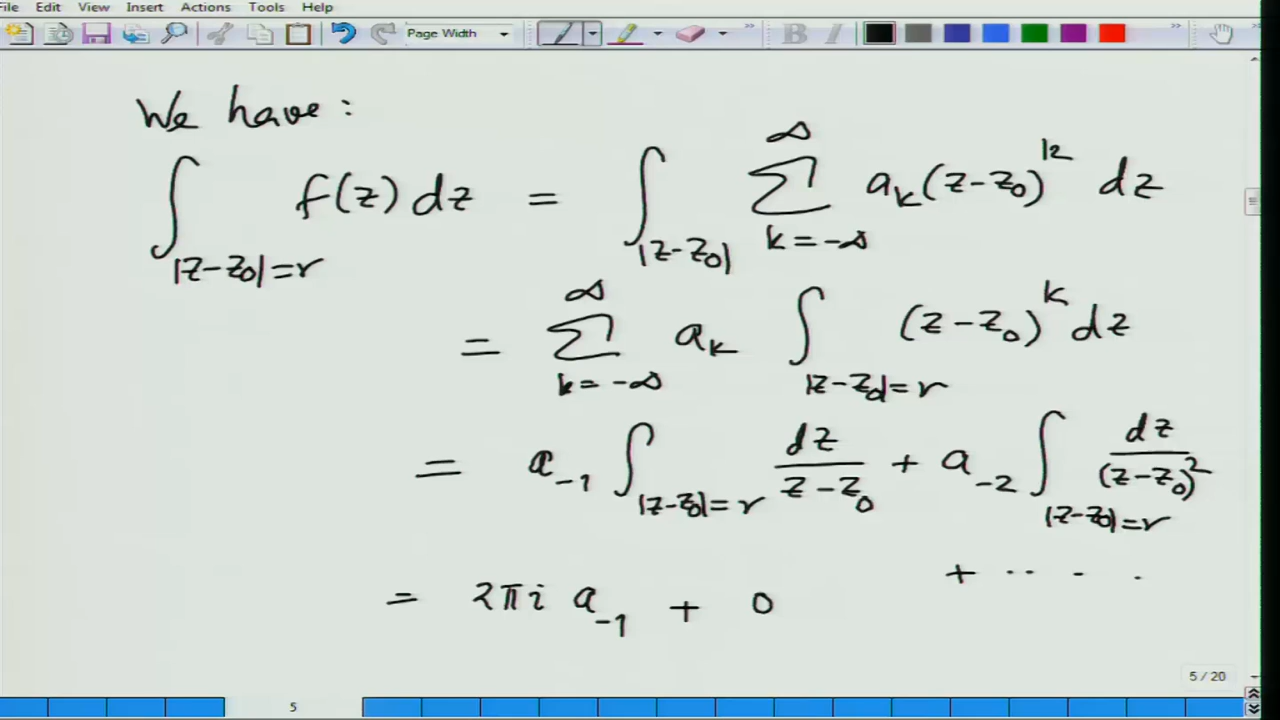 File Edit View Insert Actions Tools Help
Page Width
We have:
∫_{|z-z₀|=r} f(z) dz = ∫_{|z-z₀|} ∑_{k=-∞}^{∞} a_k (z-z₀)^k dz
= ∑_{k=-∞}^{∞} a_k ∫_{|z-z₀|=r} (z-z₀)^k dz
= a_{-1} ∫_{|z-z₀|=r} dz/(z-z₀) + a_{-2} ∫_{|z-z₀|=r} dz/(z-z₀)²
+ .. . .
= 2πi a_{-1} + 0
5 / 20
5